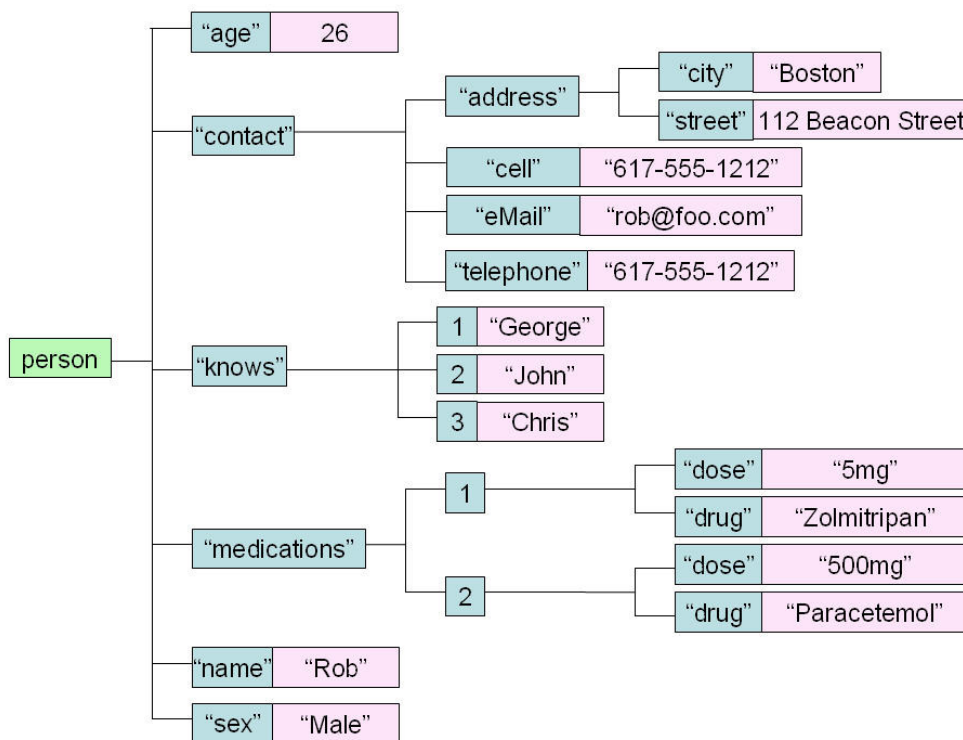 “age” 26
“contact”
“address”
“city” “Boston”
“street” 112 Beacon Street
“cell” “617-555-1212”
“eMail” “rob@foo.com”
“telephone” “617-555-1212”
person
“knows”
1 “George”
2 “John”
3 “Chris”
“medications”
1
“dose” “5mg”
“drug” “Zolmitripan”
2
“dose” “500mg”
“drug” “Paracetemol”
“name” “Rob”
“sex” “Male”